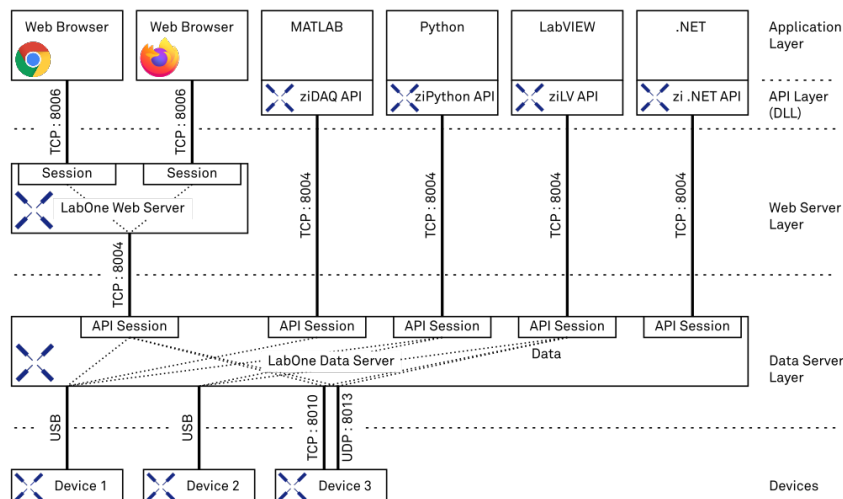 Web Browser
Web Browser
MATLAB
Python
LabVIEW
.NET
Application
Layer
ziDAQ API
ziPython API
ziLV API
zi .NET API
API Layer
(DLL)
TCP : 8006
TCP : 8006
Session
Session
LabOne Web Server
TCP : 8004
TCP : 8004
TCP : 8004
TCP : 8004
Web Server
Layer
TCP : 8004
API Session
API Session
API Session
API Session
API Session
LabOne Data Server
Data
Data Server
Layer
USB
USB
TCP : 8010
UDP : 8013
Device 1
Device 2
Device 3
Devices